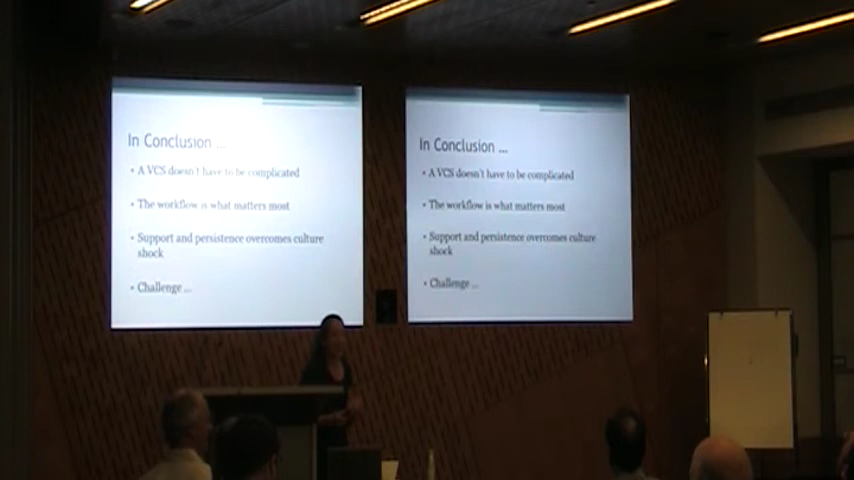 In Conclusion ...
• A VCS doesn't have to be complicated
• The workflow is what matters most
• Support and persistence overcomes culture
shock
• Challenge ...
In Conclusion ...
• A VCS doesn't have to be complicated
• The workflow is what matters most
• Support and persistence overcomes culture
shock
• Challenge ...